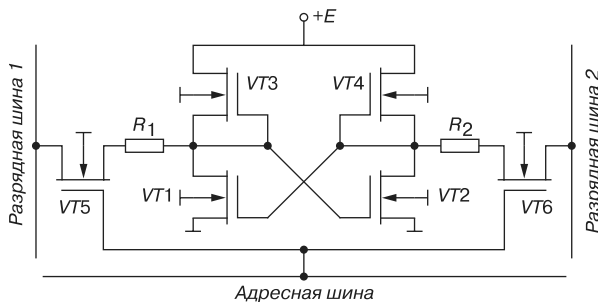 +E
Разрядная шина 1
VT3
VT4
Разрядная шина 2
R1
R2
VT5
VT1
VT2
VT6
Адресная шина